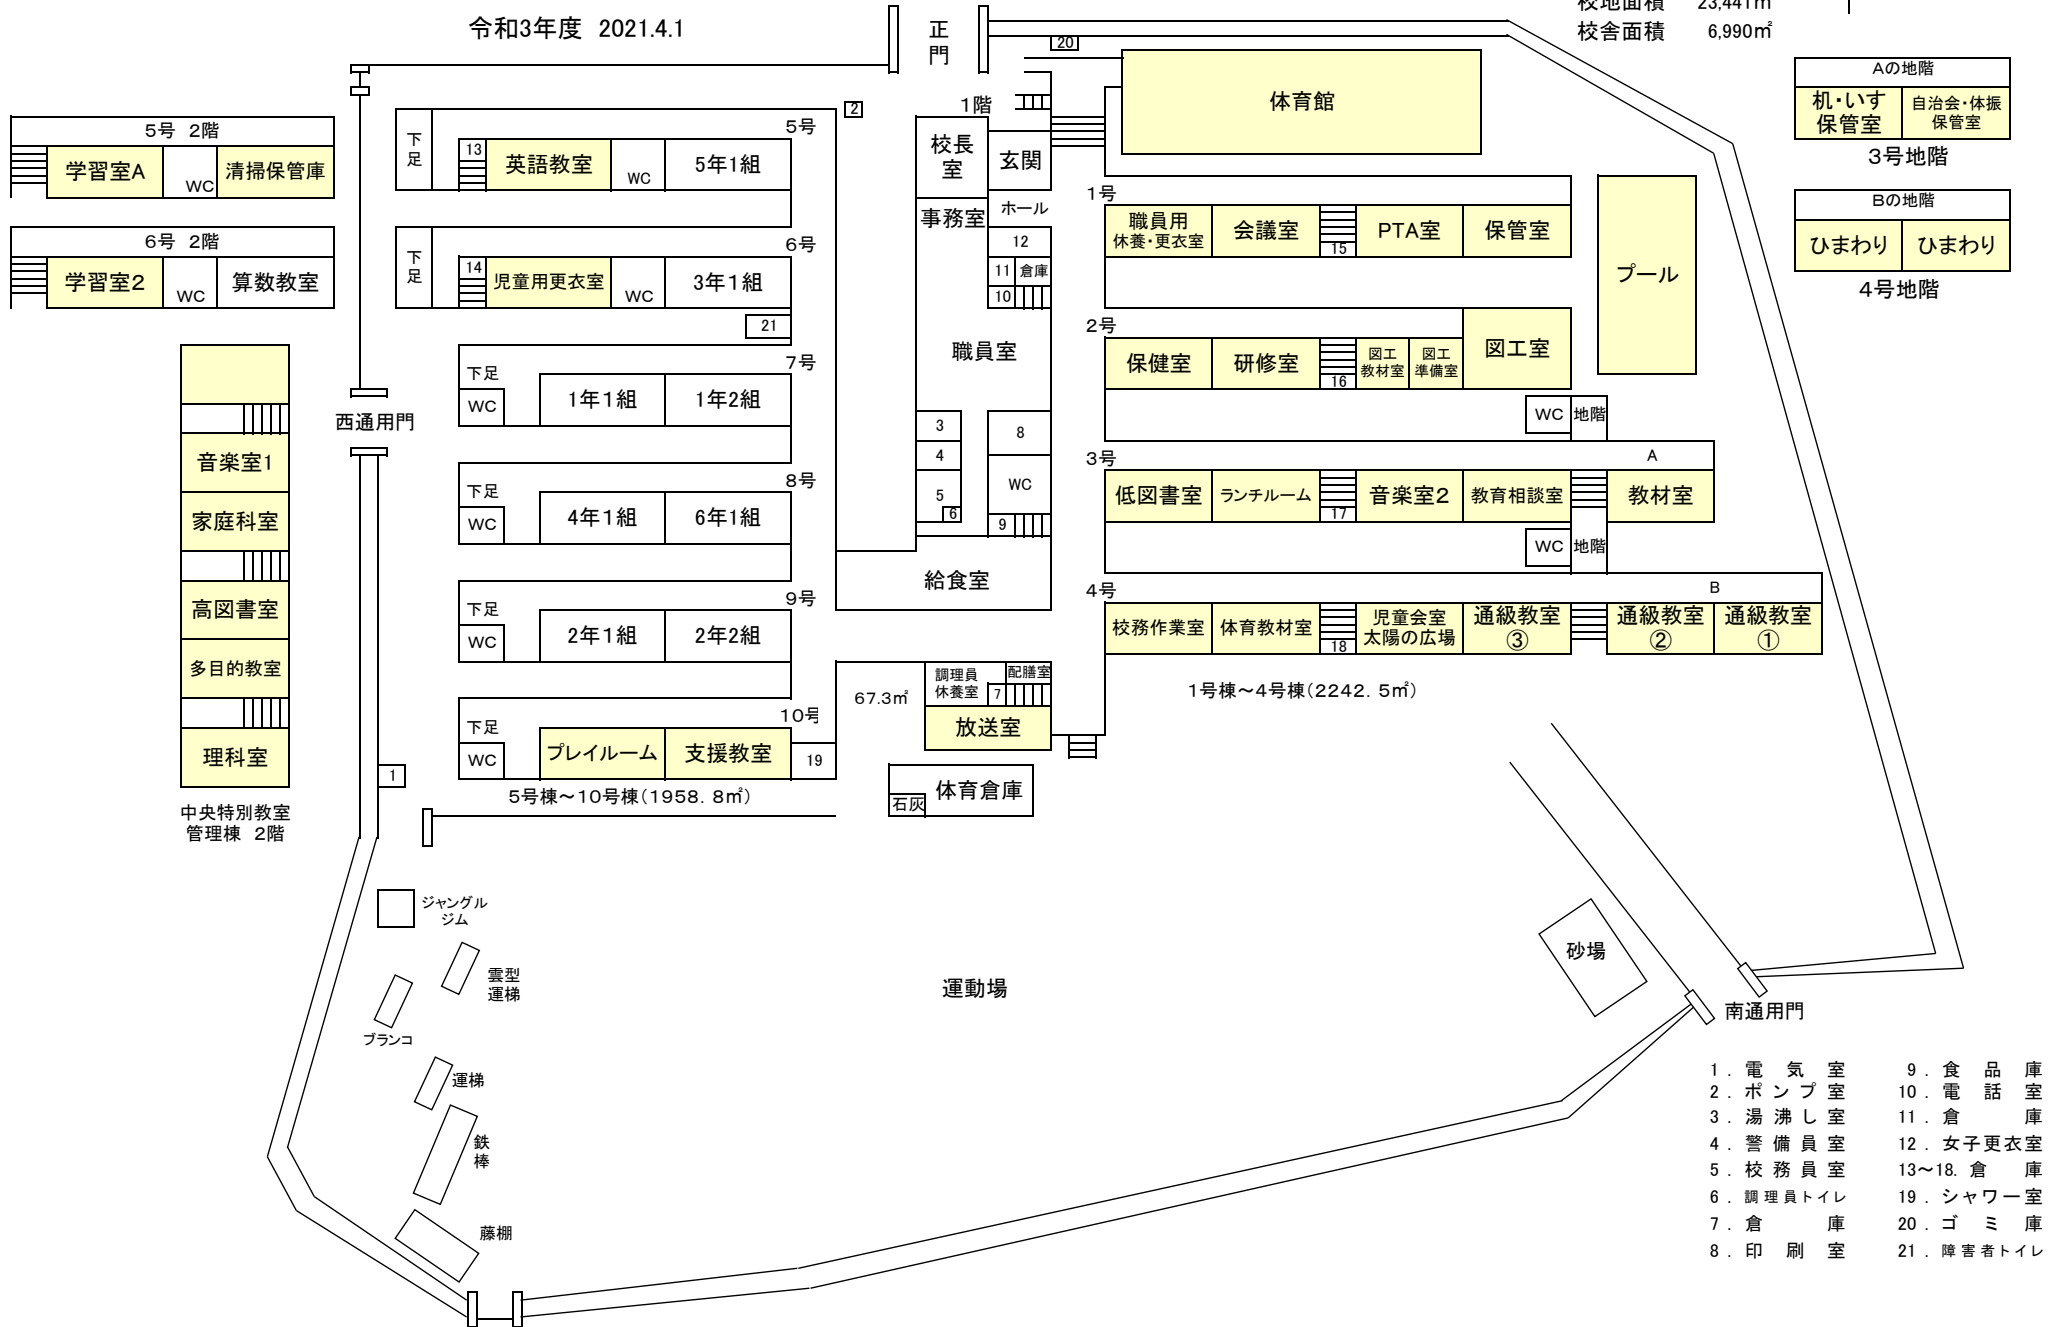 令和3年度 2021.4.1
正
門
校地面積 23,441㎡
校舎面積 6,990㎡
20
2
1階
体育館
Aの地階
机・いす
保管室
自治会・体振
保管室
3号地階
Bの地階
ひまわり
ひまわり
4号地階
5号 2階
学習室A
WC
清掃保管庫
6号 2階
学習室2
WC
算数教室
下
足
5号
13
英語教室
WC
5年1組
下
足
6号
14
児童用更衣室
WC
3年1組
21
7号
下足
WC
1年1組
1年2組
8号
下足
WC
4年1組
6年1組
9号
下足
WC
2年1組
2年2組
10号
下足
WC
プレイルーム
支援教室
19
5号棟～10号棟(1958.8㎡)
西通用門
音楽室1
家庭科室
高図書室
多目的教室
理科室
中央特別教室
管理棟 2階
1
校長
室
玄関
事務室
ホール
12
11
倉庫
10
職員室
3
4
5
6
8
WC
9
給食室
67.3㎡
調理員
休養室
配膳室
7
放送室
体育倉庫
石灰
1号
職員用
休養・更衣室
会議室
15
PTA室
保管室
プール
2号
保健室
研修室
16
図工
教材室
図工
準備室
図工室
WC
地階
3号
A
低図書室
ランチルーム
17
音楽室2
教育相談室
教材室
WC
地階
4号
B
校務作業室
体育教材室
18
児童会室
太陽の広場
通級教室
③
通級教室
②
通級教室
①
1号棟～4号棟(2242.5㎡)
ジャングル
ジム
雲型
運梯
ブランコ
運梯
鉄
棒
藤棚
運動場
砂場
南通用門
1.電気室
2.ポンプ室
3.湯沸し室
4.警備員室
5.校務員室
6.調理員トイレ
7.倉庫
8.印刷室
9.食品庫
10.電話室
11.倉庫
12.女子更衣室
13～18.倉庫
19.シャワー室
20.ゴミ庫
21.障害者トイレ